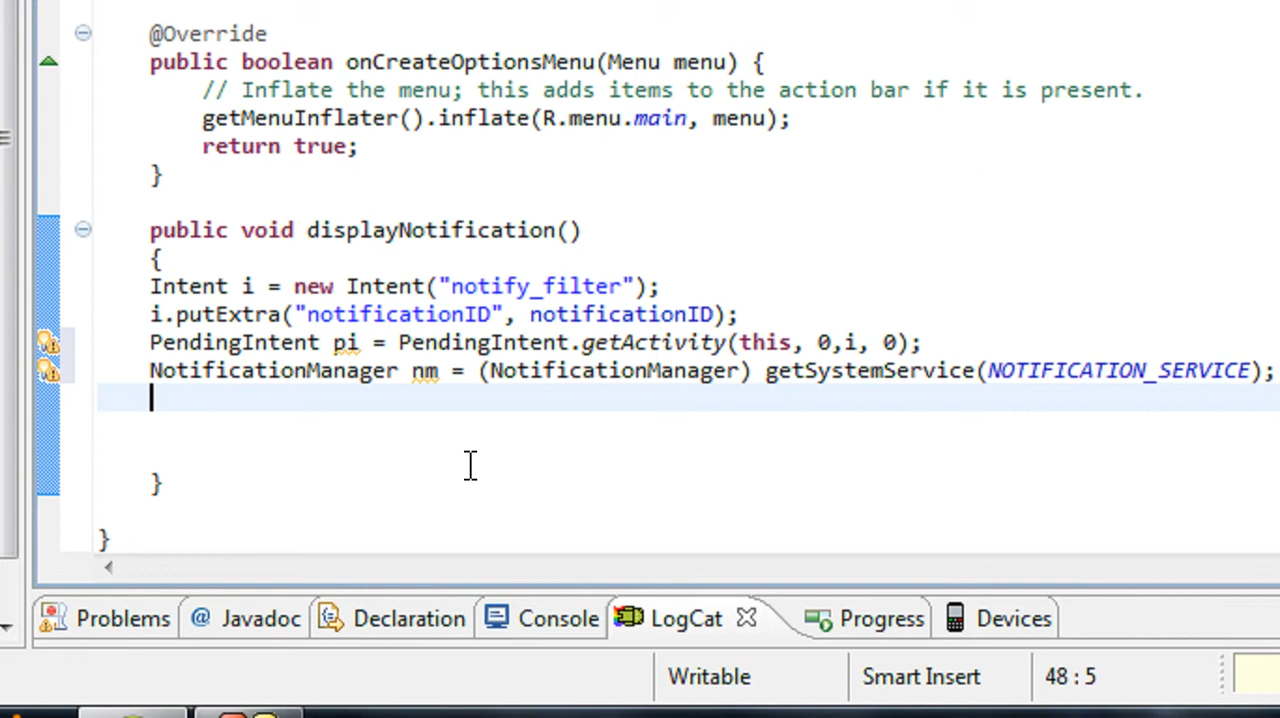 @Override
public boolean onCreateOptionsMenu(Menu menu) {
// Inflate the menu; this adds items to the action bar if it is present.
getMenuInflater().inflate(R.menu.main, menu);
return true;
}
public void displayNotification()
{
Intent i = new Intent("notify_filter");
i.putExtra("notificationID", notificationID);
PendingIntent pi = PendingIntent.getActivity(this, 0,i, 0);
NotificationManager nm = (NotificationManager) getSystemService(NOTIFICATION_SERVICE);
}
}
Problems @ Javadoc Declaration Console LogCat Progress Devices
Writable Smart Insert 48 : 5